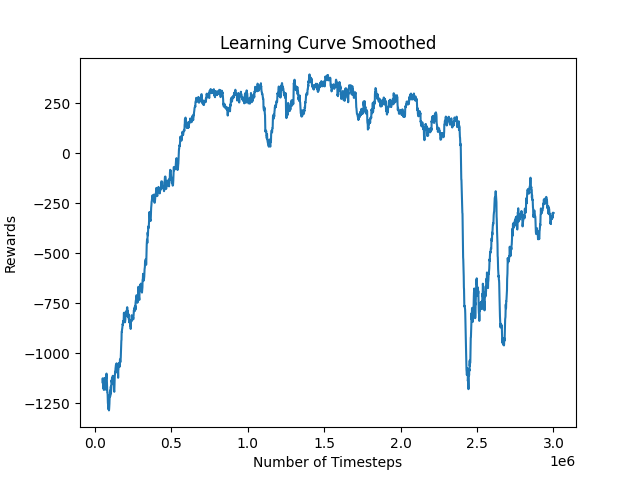 Learning Curve Smoothed
250
0
−250
−500
−750
−1000
−1250
Rewards
0.0 0.5 1.0 1.5 2.0 2.5 3.0
1e6
Number of Timesteps